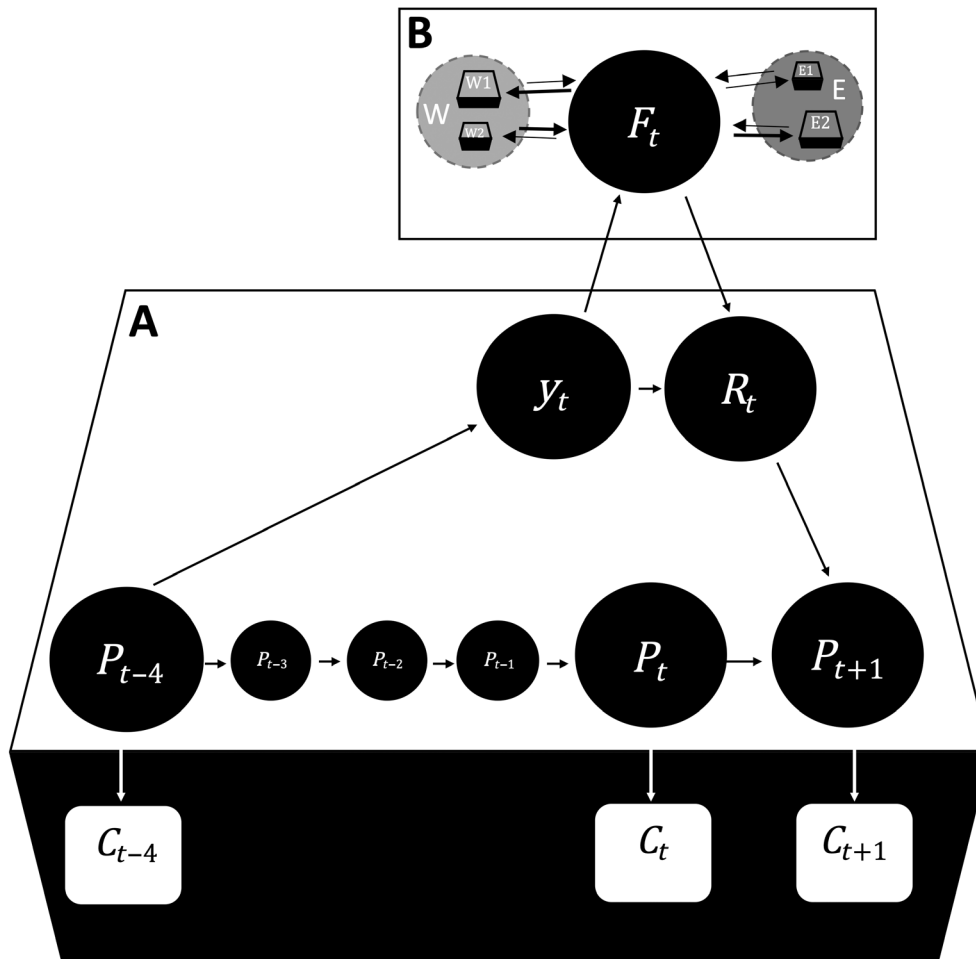 B
W
W1
W2
F_t
E1
E
E2
A
y_t
R_t
P_{t-4}
P_{t-3}
P_{t-2}
P_{t-1}
P_t
P_{t+1}
C_{t-4}
C_t
C_{t+1}